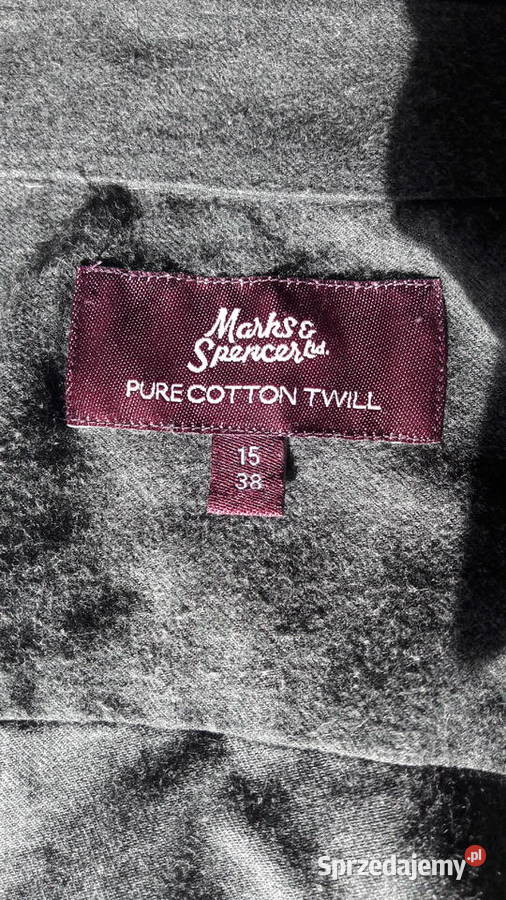 Marks &
Spencer Ltd.
PURE COTTON TWILL
15
38
Sprzedajemy.pl